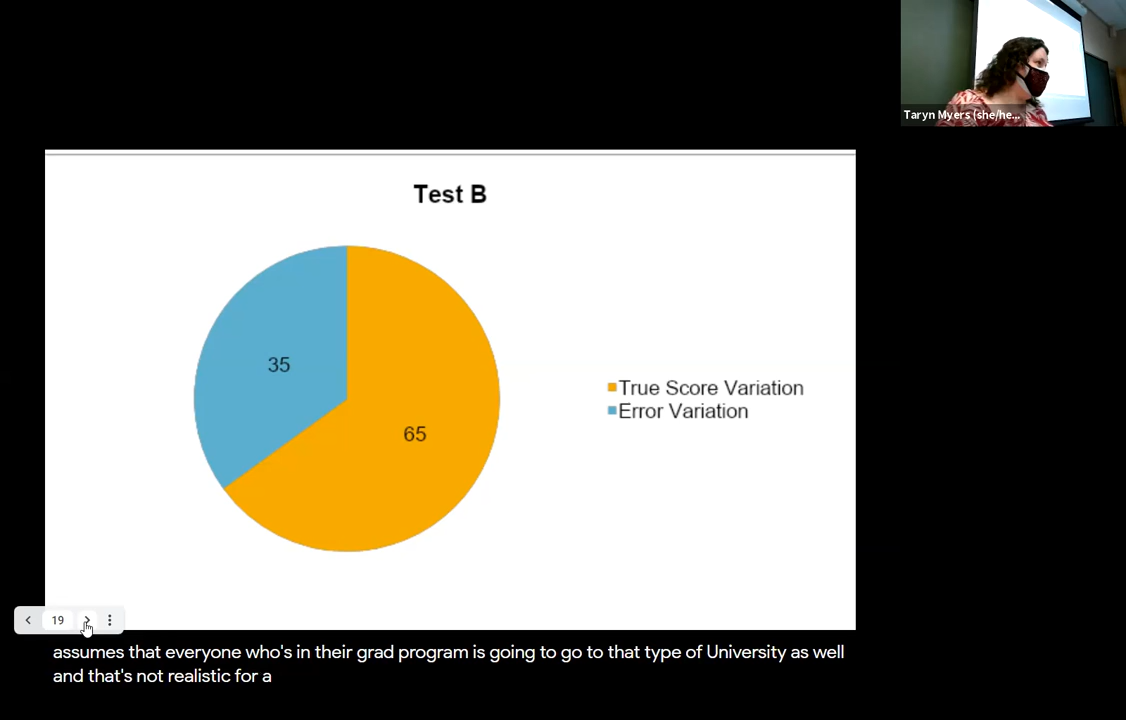 Taryn Myers (she/he...
Test B
35
65
True Score Variation
Error Variation
19
assumes that everyone who's in their grad program is going to go to that type of University as well
and that's not realistic for a